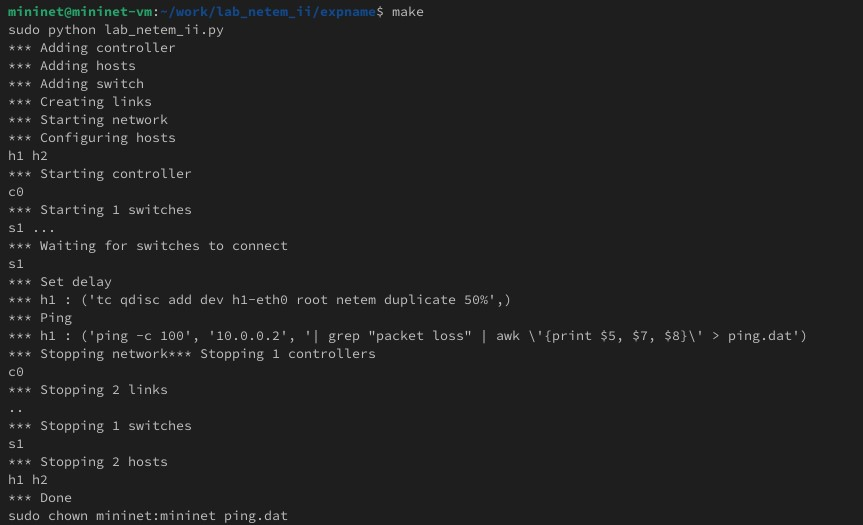 mininet@mininet-vm:~/work/lab_netem_ii/expname$ make
sudo python lab_netem_ii.py
*** Adding controller
*** Adding hosts
*** Adding switch
*** Creating links
*** Starting network
*** Configuring hosts
h1 h2
*** Starting controller
c0
*** Starting 1 switches
s1 ...
*** Waiting for switches to connect
s1
*** Set delay
*** h1 : ('tc qdisc add dev h1-eth0 root netem duplicate 50%',)
*** Ping
*** h1 : ('ping -c 100', '10.0.0.2', '| grep "packet loss" | awk \'{print $5, $7, $8}\' > ping.dat')
*** Stopping network*** Stopping 1 controllers
c0
*** Stopping 2 links
..
*** Stopping 1 switches
s1
*** Stopping 2 hosts
h1 h2
*** Done
sudo chown mininet:mininet ping.dat